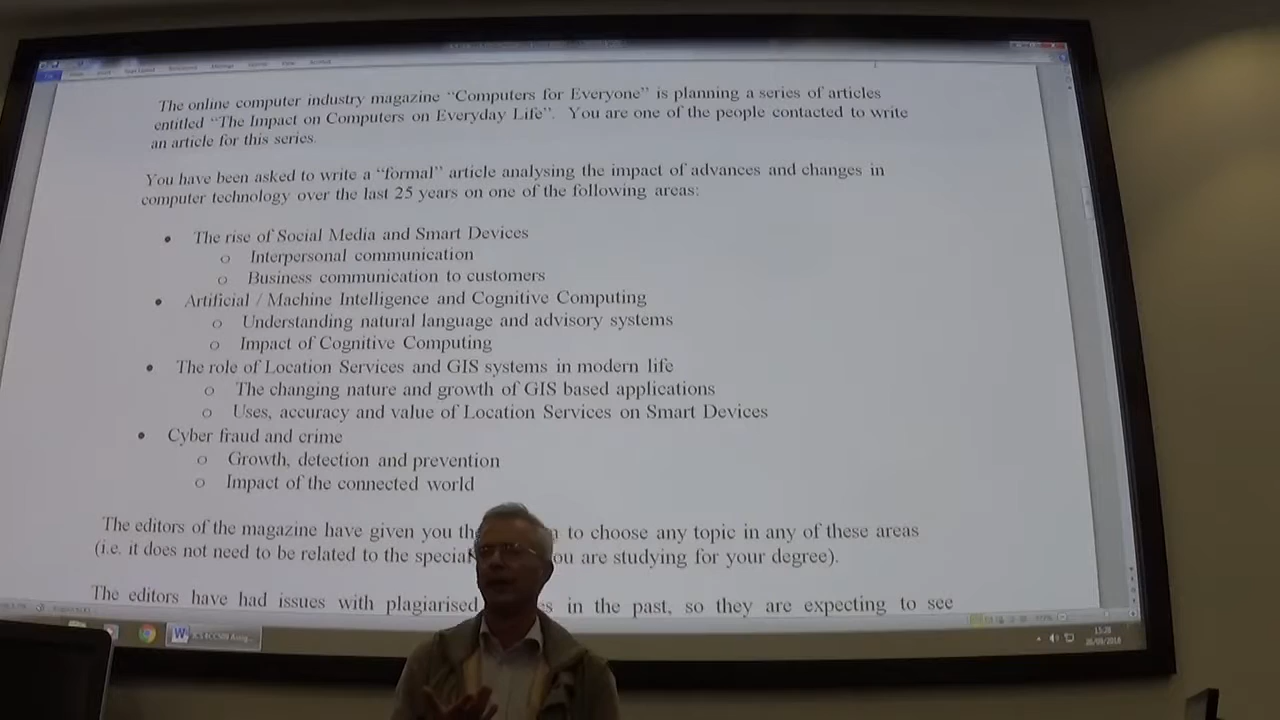 The online computer industry magazine “Computers for Everyone” is planning a series of articles
entitled “The Impact on Computers on Everyday Life”. You are one of the people contacted to write
an article for this series.
You have been asked to write a “formal” article analysing the impact of advances and changes in
computer technology over the last 25 years on one of the following areas:
• The rise of Social Media and Smart Devices
o Interpersonal communication
o Business communication to customers
• Artificial / Machine Intelligence and Cognitive Computing
o Understanding natural language and advisory systems
o Impact of Cognitive Computing
• The role of Location Services and GIS systems in modern life
o The changing nature and growth of GIS based applications
o Uses, accuracy and value of Location Services on Smart Devices
• Cyber fraud and crime
o Growth, detection and prevention
o Impact of the connected world
The editors of the magazine have given you to choose any topic in any of these areas
(i.e. it does not need to be related to the you are studying for your degree).
The editors have had issues with plagiarised in the past, so they are expecting to see
15:28